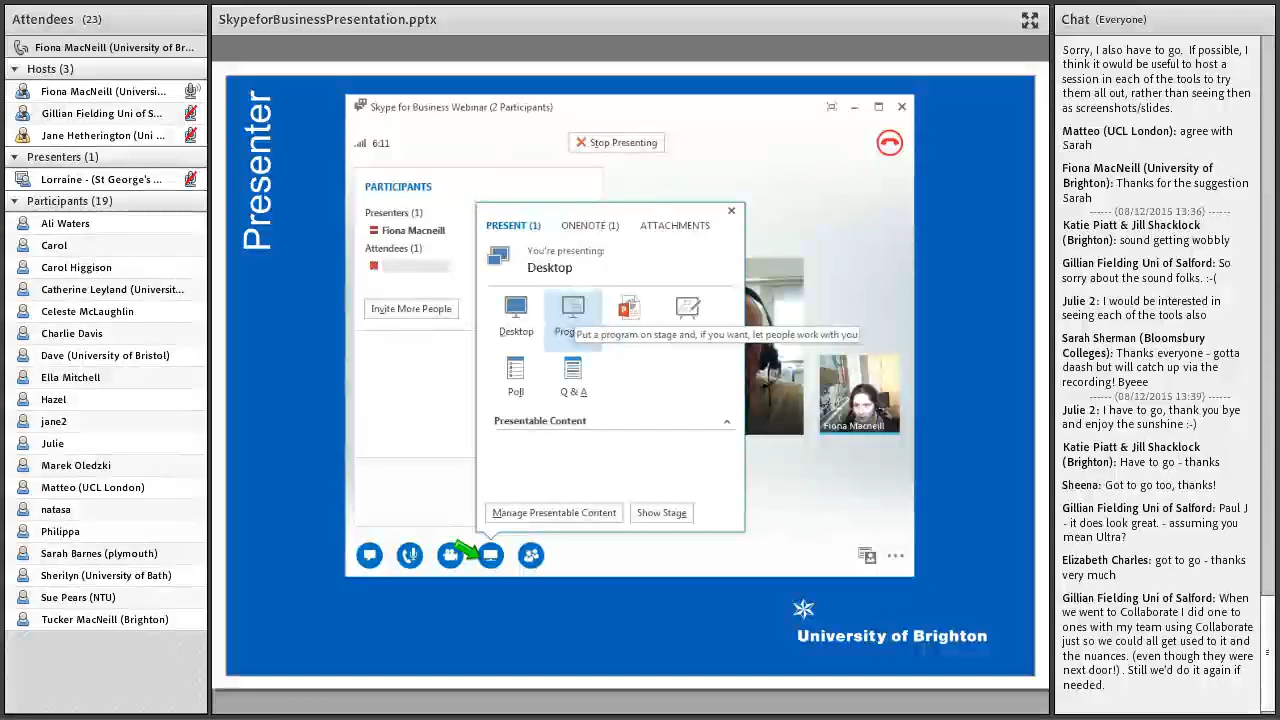 Attendees (23)
Fiona MacNeill (University of Br...
Hosts (3)
Fiona MacNeill (Universi...
Gillian Fielding Uni of S...
Jane Hetherington (Uni ...
Presenters (1)
Lorraine - (St George's ...
Participants (19)
Ali Waters
Carol
Carol Higgison
Catherine Leyland (Universit...
Celeste McLaughlin
Charlie Davis
Dave (University of Bristol)
Ella Mitchell
Hazel
jane2
Julie
Marek Oledzki
Matteo (UCL London)
natasa
Philippa
Sarah Barnes (plymouth)
Sherilyn (University of Bath)
Sue Pears (NTU)
Tucker MacNeill (Brighton)
SkypeforBusinessPresentation.pptx
Presenter
Skype for Business Webinar (2 Participants)
6:11
Stop Presenting
PARTICIPANTS
Presenters (1)
Fiona Macneill
Attendees (1)
Invite More People
PRESENT (1) ONENOTE (1) ATTACHMENTS
You're presenting:
Desktop
Desktop
Put a program on stage and, if you want, let people work with you
Poll Q & A
Presentable Content
Manage Presentable Content Show Stage
Fiona Macneill
University of Brighton
Chat (Everyone)
Sorry, I also have to go. If possible, I
think it owuld be useful to host a
session in each of the tools to try
them all out, rather than seeing then
as screenshots/slides.
Matteo (UCL London): agree with
Sarah
Fiona MacNeill (University of
Brighton): Thanks for the suggestion
Sarah
------ (08/12/2015 13:36) ------
Katie Piatt & Jill Shacklock
(Brighton): sound getting wobbly
Gillian Fielding Uni of Salford: So
sorry about the sound folks. :-(
Julie 2: I would be interested in
seeing each of the tools also
Sarah Sherman (Bloomsbury
Colleges): Thanks everyone - gotta
daash but will catch up via the
recording! Byeee
------ (08/12/2015 13:39) ------
Julie 2: I have to go, thank you bye
and enjoy the sunshine :-)
Katie Piatt & Jill Shacklock
(Brighton): Have to go - thanks
Sheena: Got to go too, thanks!
Gillian Fielding Uni of Salford: Paul J
- it does look great. - assuming you
mean Ultra?
Elizabeth Charles: got to go - thanks
very much
Gillian Fielding Uni of Salford: When
we went to Collaborate I did one to
ones with my team using Collaborate
just so we could all get used to it and
the nuances. (even though they were
next door!) . Still we'd do it again if
needed.